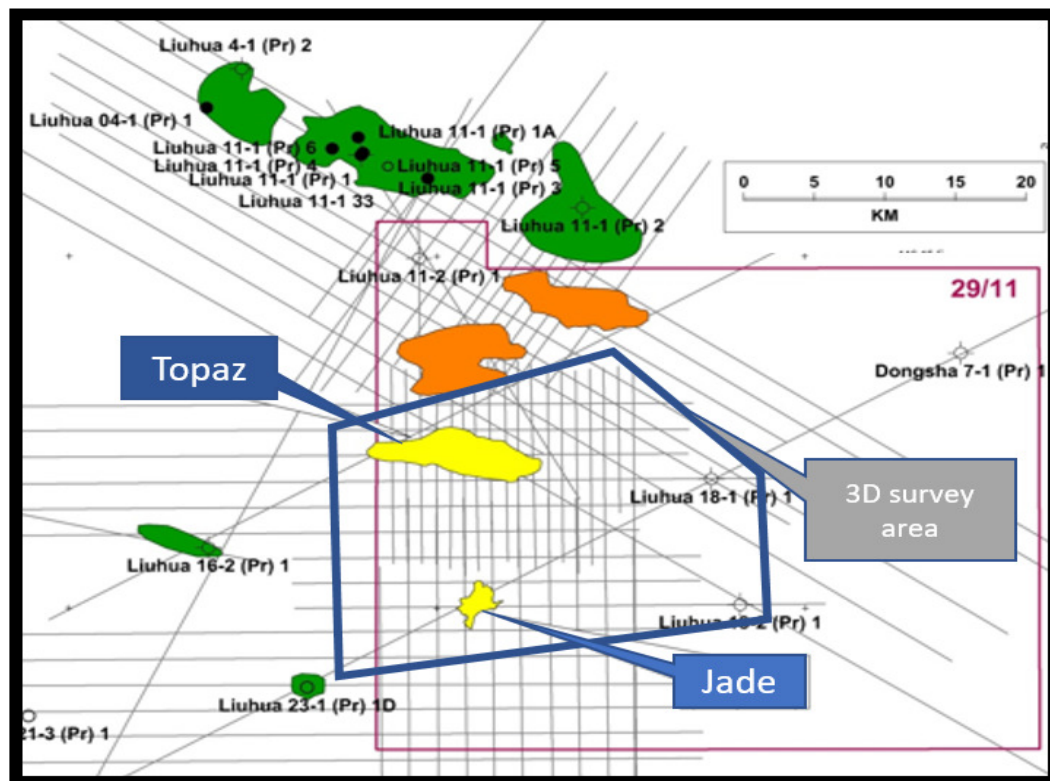 Liuhua 4-1 (Pr) 2
Liuhua 04-1 (Pr) 1
Liuhua 11-1 (Pr) 1A
Liuhua 11-1 (Pr) 6
Liuhua 11-1 (Pr) 4
Liuhua 11-1 (Pr) 5
Liuhua 11-1 (Pr) 1
Liuhua 11-1 (Pr) 3
Liuhua 11-1 33
Liuhua 11-1 (Pr) 2
0 5 10 15 20
KM
Liuhua 11-2 (Pr) 1
29/11
Topaz
Dongsha 7-1 (Pr) 1
Liuhua 18-1 (Pr) 1
3D survey
area
Liuhua 16-2 (Pr) 1
Liuhua (Pr) 1
Jade
Liuhua 23-1 (Pr) 1D
21-3 (Pr) 1